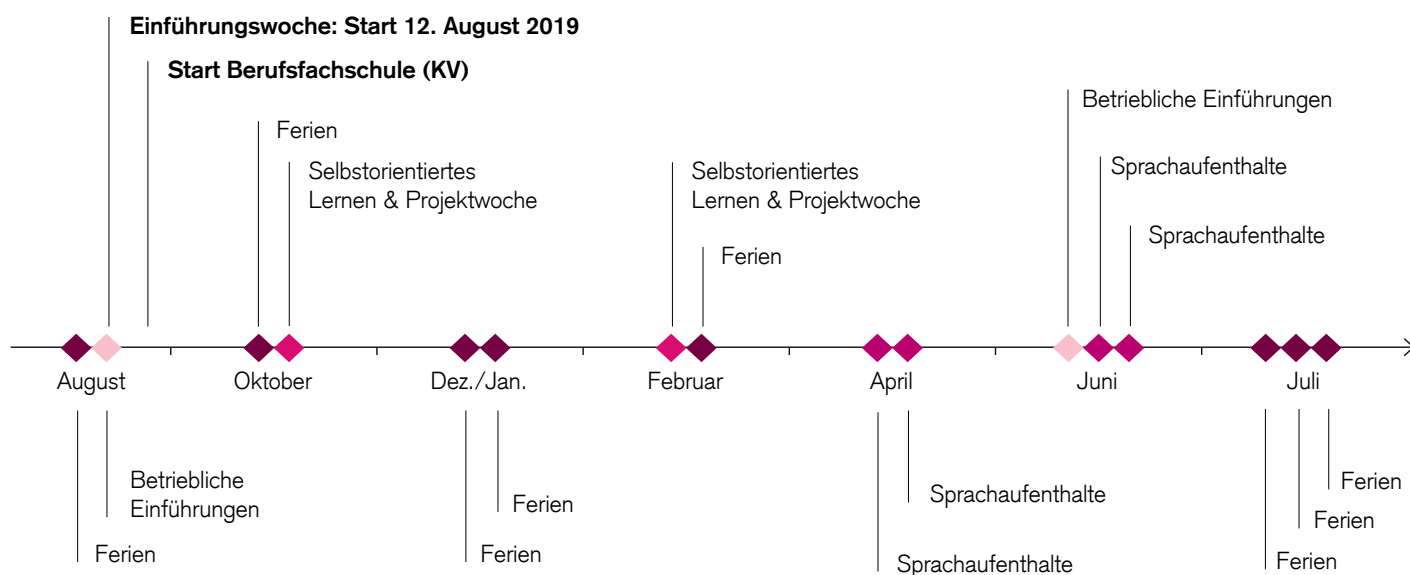 Einführungswoche: Start 12. August 2019
Start Berufsfachschule (KV)
Betriebliche Einführungen
Ferien
Selbstorientiertes
Lernen & Projektwoche
Selbstorientiertes
Lernen & Projektwoche
Sprachaufenthalte
Sprachaufenthalte
Ferien
August
Oktober
Dez./Jan.
Februar
April
Juni
Juli
Betriebliche
Einführungen
Ferien
Ferien
Ferien
Sprachaufenthalte
Sprachaufenthalte
Ferien
Ferien
Ferien